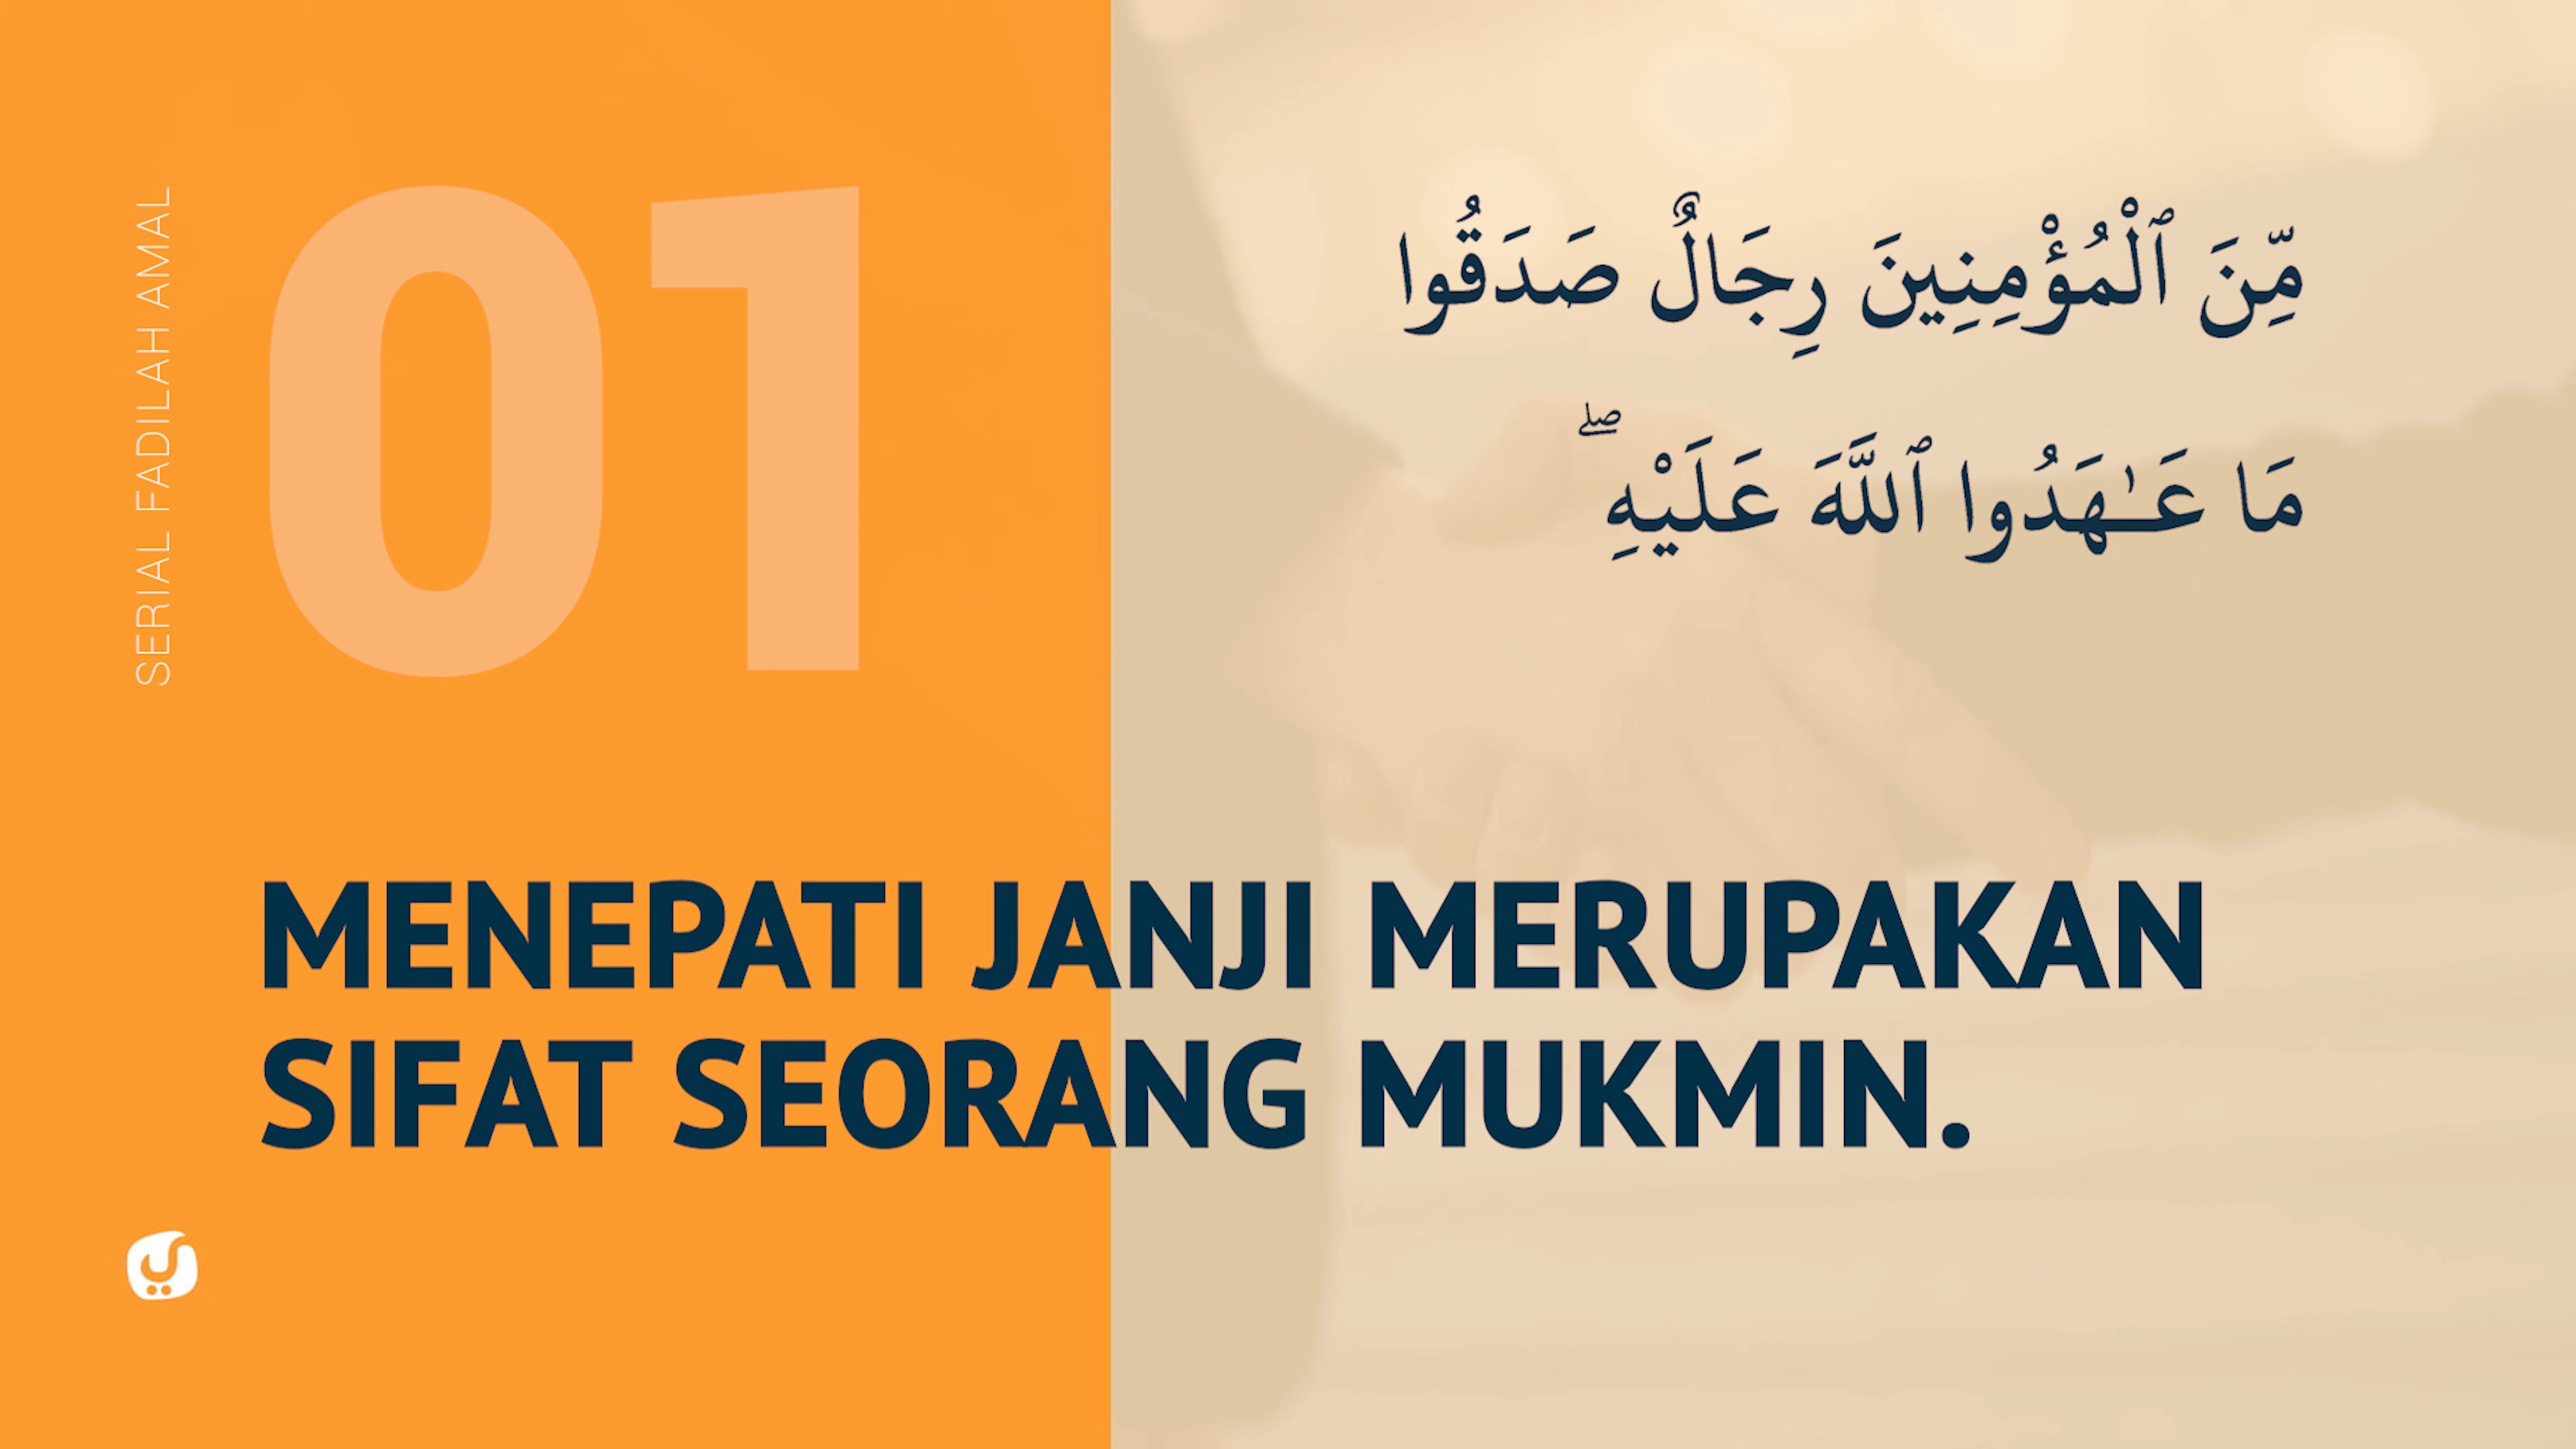 SERIAL FADILAH AMAL
01
مِّنَ ٱلْمُؤْمِنِينَ رِجَالٌ صَدَقُوا
مَا عَـٰهَدُوا ٱللَّهَ عَلَيْهِ ۖ
MENEPATI JANJI MERUPAKAN
SIFAT SEORANG MUKMIN.